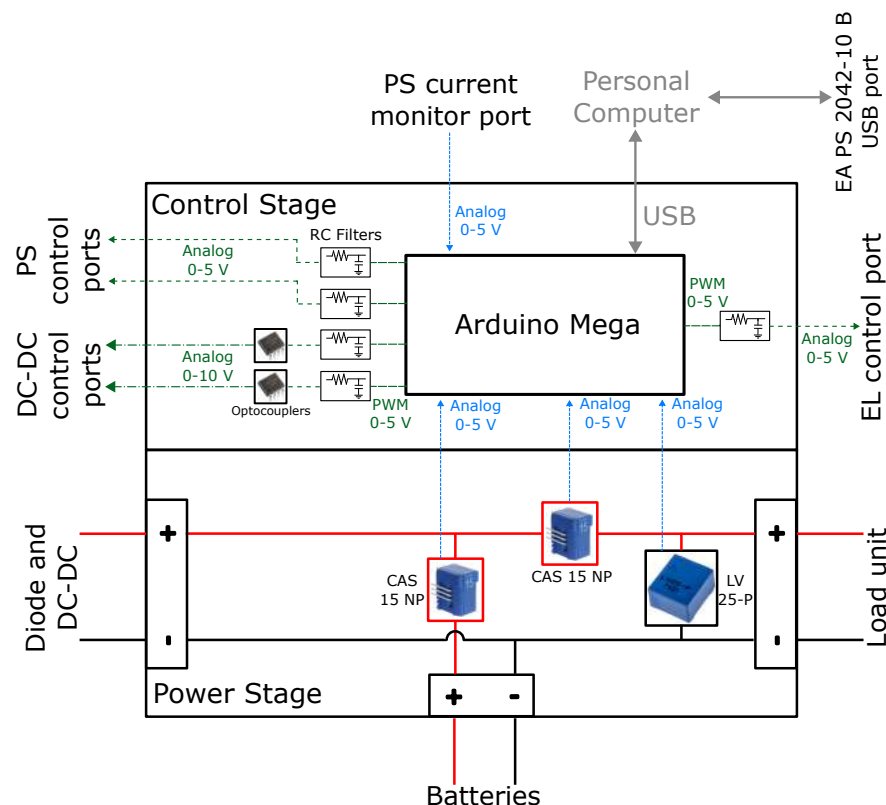 PS current
monitor port
Personal
Computer
EA PS 2042-10 B
USB port
Control Stage
RC Filters
Analog
0-5 V
USB
PS
control
ports
Analog
0-5 V
Arduino Mega
PWM
0-5 V
Analog
0-5 V
EL control port
DC-DC
control
ports
Analog
0-10 V
Optocouplers
PWM
0-5 V
Analog
0-5 V
Analog
0-5 V
Analog
0-5 V
Diode and
DC-DC
+
-
CAS
15 NP
CAS 15 NP
LV
25-P
+
-
Load unit
Power Stage
+
-
Batteries